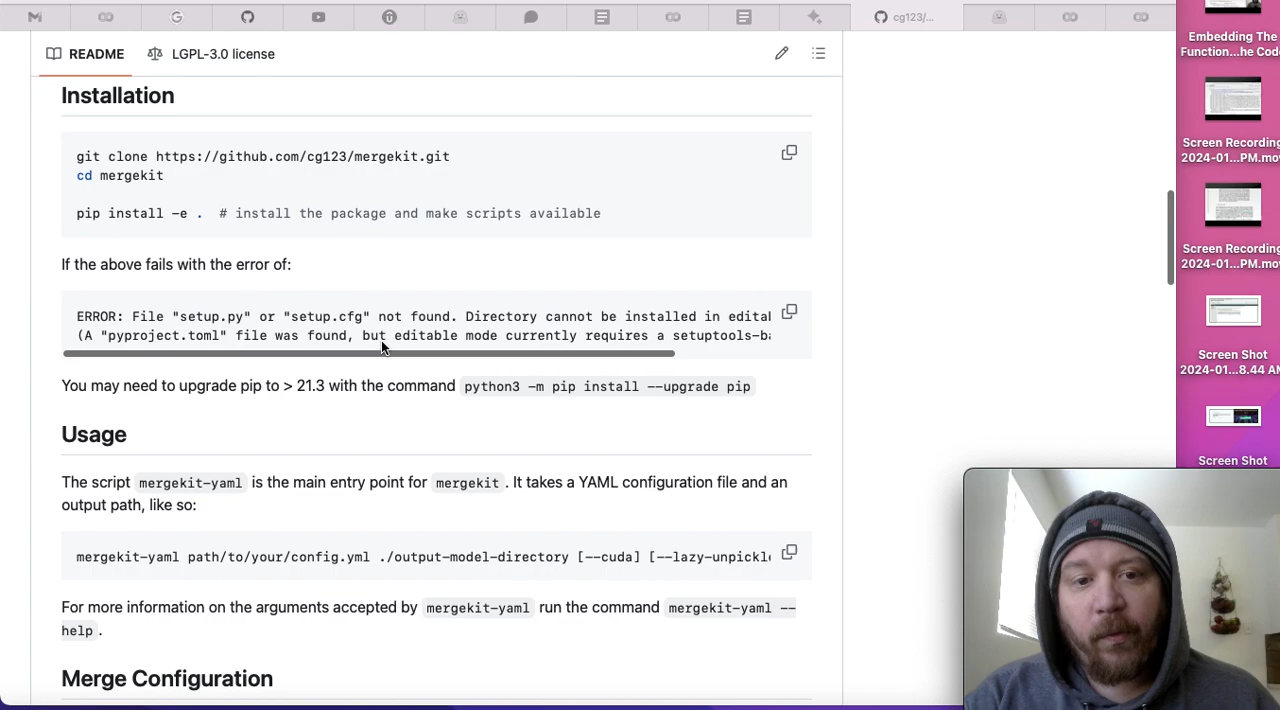 cg123/...
README
LGPL-3.0 license
Installation
git clone https://github.com/cg123/mergekit.git
cd mergekit
pip install -e .  # install the package and make scripts available
If the above fails with the error of:
ERROR: File "setup.py" or "setup.cfg" not found. Directory cannot be installed in edital
(A "pyproject.toml" file was found, but editable mode currently requires a setuptools-ba
You may need to upgrade pip to > 21.3 with the command python3 -m pip install --upgrade pip
Usage
The script mergekit-yaml is the main entry point for mergekit. It takes a YAML configuration file and an
output path, like so:
mergekit-yaml path/to/your/config.yml ./output-model-directory [--cuda] [--lazy-unpickle
For more information on the arguments accepted by mergekit-yaml run the command mergekit-yaml --
help.
Merge Configuration
Embedding The
Function...he Code
Screen Recording
2024-01...PM.mov
Screen Recording
2024-01...PM.mov
Screen Shot
2024-01...8.44 AM
Screen Shot